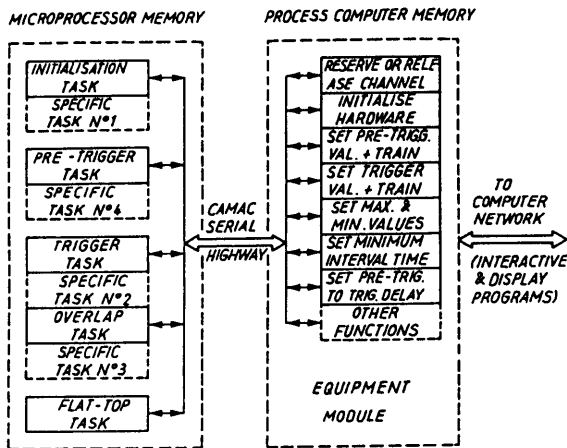 MICROPROCESSOR MEMORY
INITIALISATION
TASK
SPECIFIC
TASK N°1
PRE-TRIGGER
TASK
SPECIFIC
TASK N°4
TRIGGER
TASK
SPECIFIC
TASK N°2
OVERLAP
TASK
SPECIFIC
TASK N°3
FLAT-TOP
TASK
CAMAC
SERIAL
HIGHWAY
PROCESS COMPUTER MEMORY
RESERVE OR RELE
ASE CHANNEL
INITIALISE
HARDWARE
SET PRE-TRIGG.
VAL. + TRAIN
SET TRIGGER
VAL. + TRAIN
SET MAX. &
MIN. VALUES
SET MINIMUM
INTERVAL TIME
SET PRE-TRIG.
TO TRIG. DELAY
OTHER
FUNCTIONS
EQUIPMENT
MODULE
TO
COMPUTER
NETWORK
(INTERACTIVE
& DISPLAY
PROGRAMS)